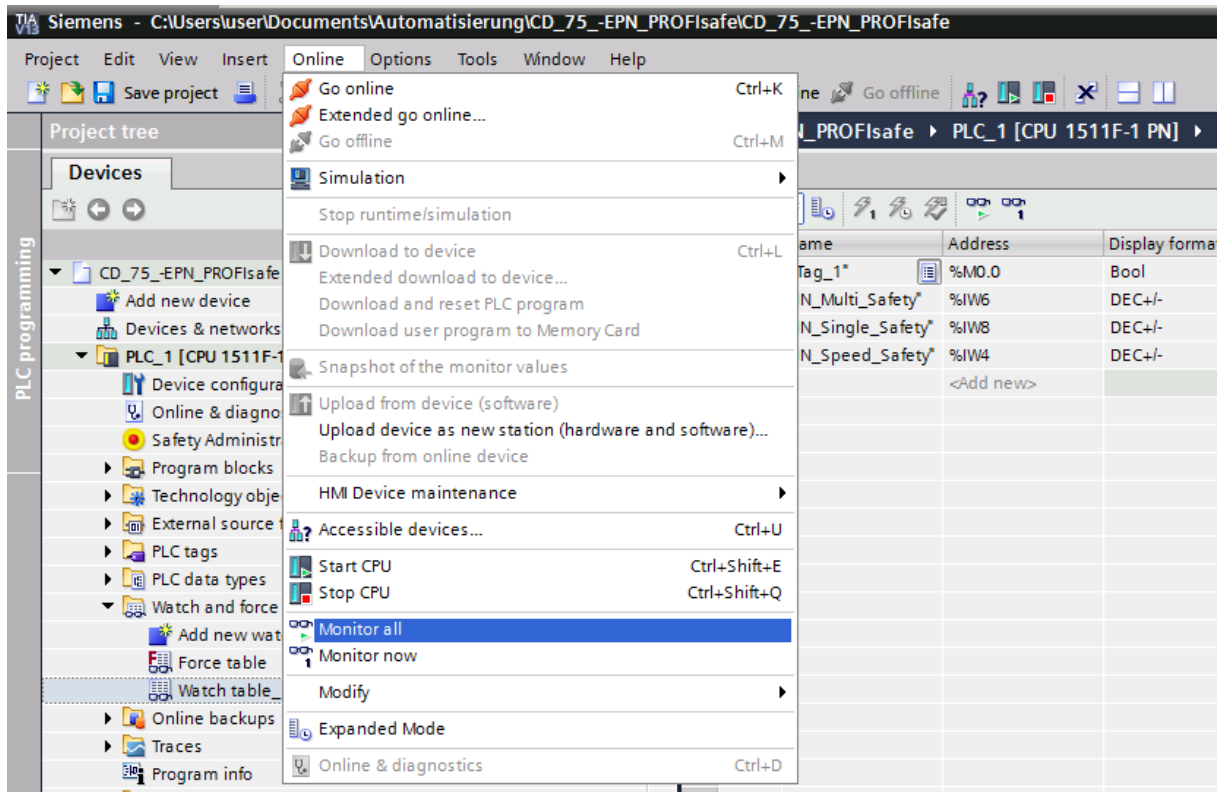 TIA V13 Siemens - C:\Users\user\Documents\Automatisierung\CD_75_-EPN_PROFIsafe\CD_75_-EPN_PROFIsafe
Project Edit View Insert Online Options Tools Window Help
Save project
Go offline
Project tree
PROFIsafe PLC_1 [CPU 1511F-1 PN]
Devices
PLC programming
CD_75_-EPN_PROFIsafe
Add new device
Devices & networks
PLC_1 [CPU 1511F-1
Device configura
Online & diagno
Safety Administr
Program blocks
Technology obje
External source f
PLC tags
PLC data types
Watch and force
Add new wat
Force table
Watch table_
Online backups
Traces
Program info
Go online Ctrl+K
Extended go online...
Go offline Ctrl+M
Simulation
Stop runtime/simulation
Download to device Ctrl+L
Extended download to device...
Download and reset PLC program
Download user program to Memory Card
Snapshot of the monitor values
Upload from device (software)
Upload device as new station (hardware and software)...
Backup from online device
HMI Device maintenance
Accessible devices... Ctrl+U
Start CPU Ctrl+Shift+E
Stop CPU Ctrl+Shift+Q
Monitor all
Monitor now
Modify
Expanded Mode
Online & diagnostics Ctrl+D
ame Address Display forma
Tag_1" %M0.0 Bool
N_Multi_Safety" %IW6 DEC+/-
N_Single_Safety" %IW8 DEC+/-
N_Speed_Safety" %IW4 DEC+/-
<Add new>